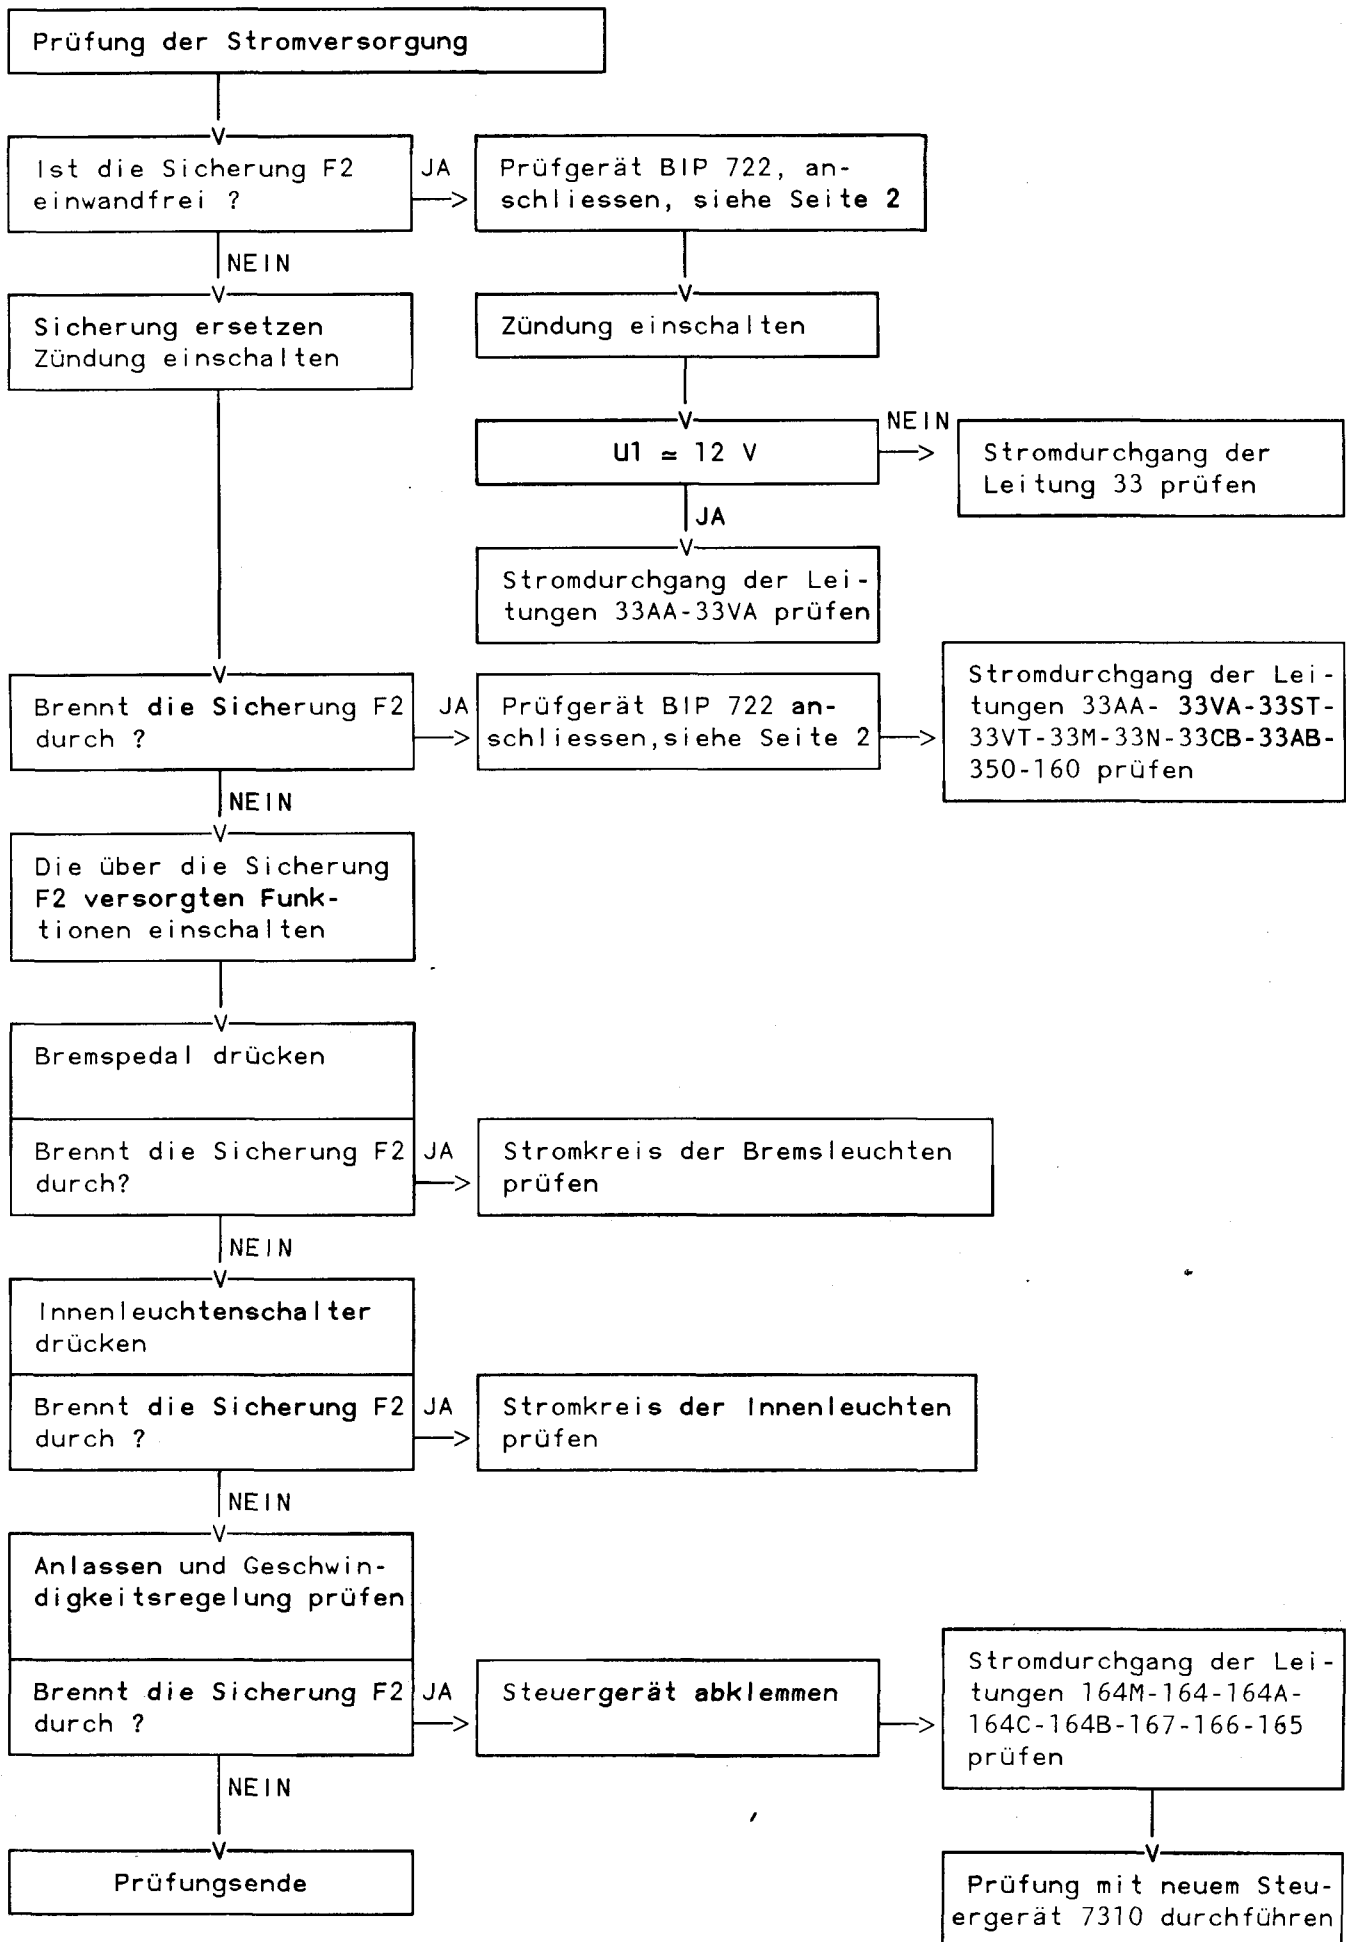 Prüfung der Stromversorgung
Ist die Sicherung F2
einwandfrei ?
JA
Prüfgerät BIP 722, an-
schliessen, siehe Seite 2
NEIN
Sicherung ersetzen
Zündung einschalten
Zündung einschalten
U1 ≃ 12 V
NEIN
Stromdurchgang der
Leitung 33 prüfen
JA
Stromdurchgang der Lei-
tungen 33AA-33VA prüfen
Brennt die Sicherung F2
durch ?
JA
Prüfgerät BIP 722 an-
schliessen,siehe Seite 2
Stromdurchgang der Lei-
tungen 33AA- 33VA-33ST-
33VT-33M-33N-33CB-33AB-
350-160 prüfen
NEIN
Die über die Sicherung
F2 versorgten Funk-
tionen einschalten
Bremspedal drücken
Brennt die Sicherung F2
durch?
JA
Stromkreis der Bremsleuchten
prüfen
NEIN
Innenleuchtenschalter
drücken
Brennt die Sicherung F2
durch ?
JA
Stromkreis der Innenleuchten
prüfen
NEIN
Anlassen und Geschwin-
digkeitsregelung prüfen
Brennt die Sicherung F2
durch ?
JA
Steuergerät abklemmen
Stromdurchgang der Lei-
tungen 164M-164-164A-
164C-164B-167-166-165
prüfen
NEIN
Prüfungsende
Prüfung mit neuem Steu-
ergerät 7310 durchführen